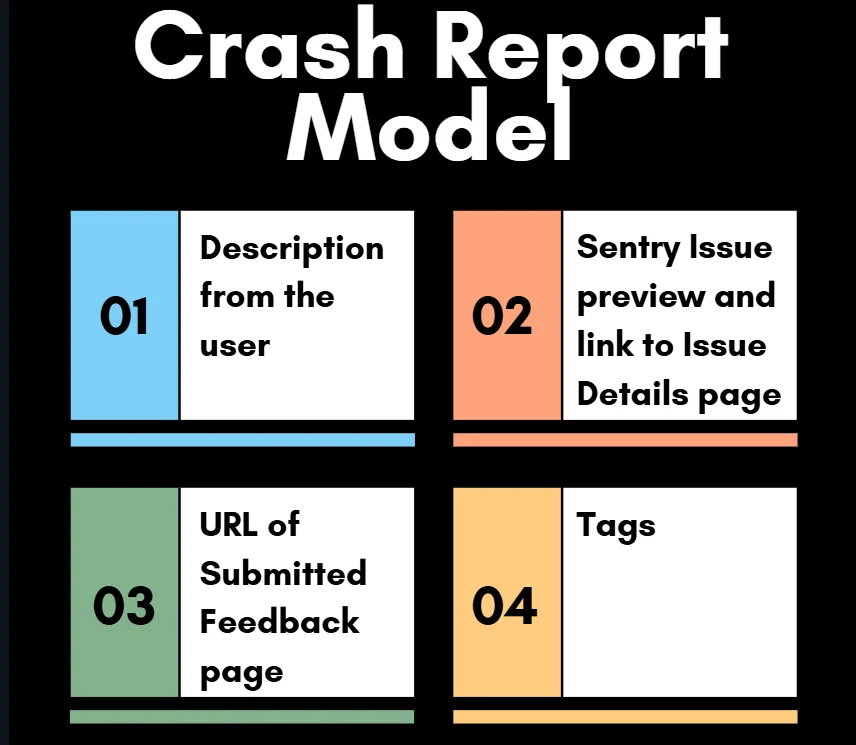 Crash Report
Model
01
Description
from the
user
02
Sentry Issue
preview and
link to Issue
Details page
03
URL of
Submitted
Feedback
page
04
Tags